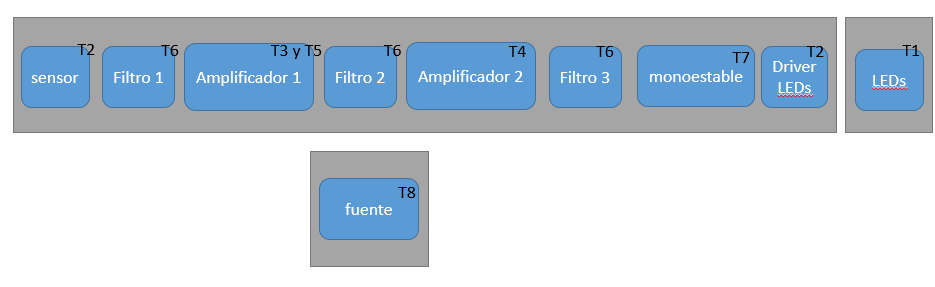 T2
sensor
T6
Filtro 1
T3 y T5
Amplificador 1
T6
Filtro 2
T4
Amplificador 2
T6
Filtro 3
T7
monoestable
T2
Driver
LEDs
T1
LEDs
T8
fuente